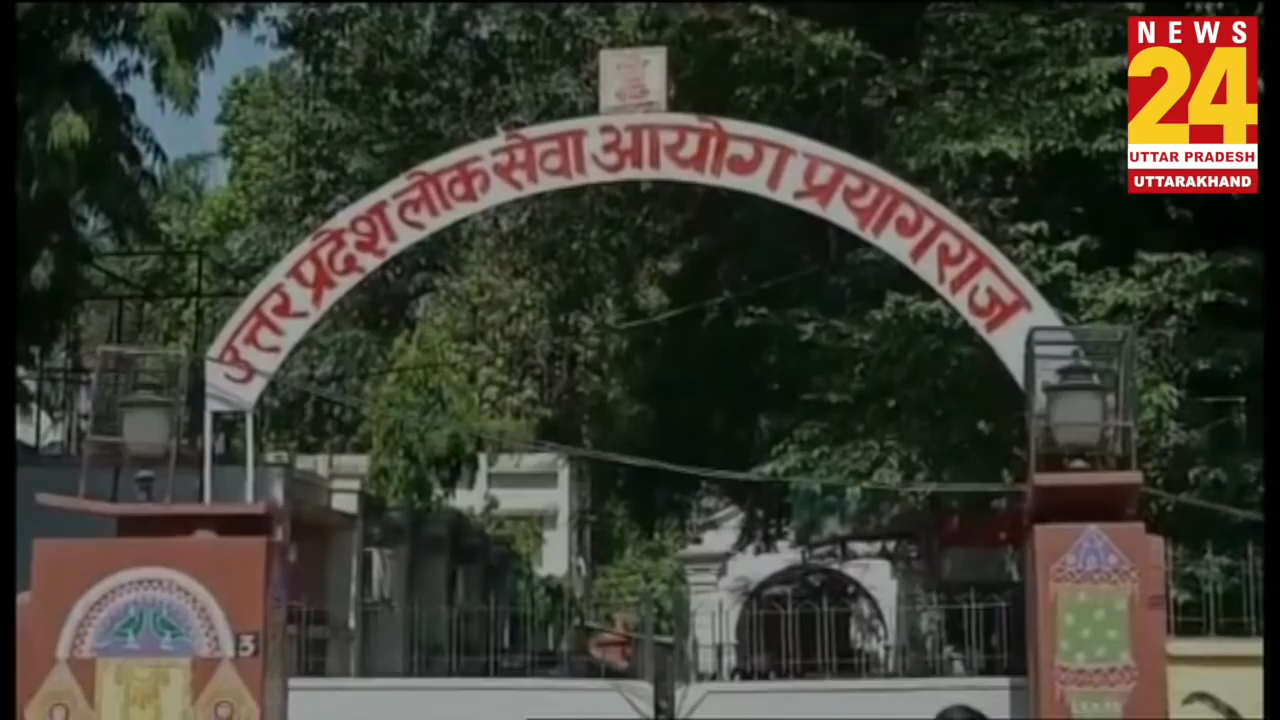 NEWS
24
UTTAR PRADESH
UTTARAKHAND
उत्तर प्रदेश लोक सेवा आयोग प्रयागराज
3